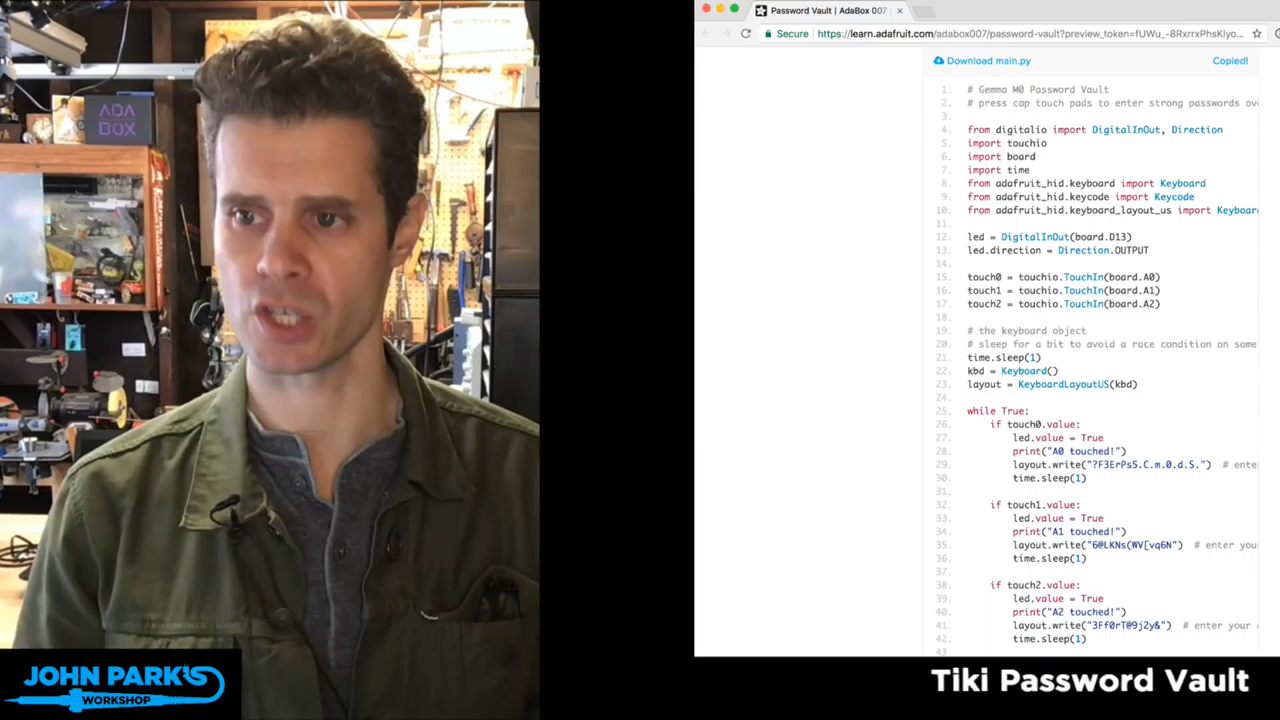 ADA
BOX
JOHN PARK'S
WORKSHOP
Password Vault | AdaBox 007
Secure
https://learn.adafruit.com/adabox007/password-vault?preview_token=fUWu_-8RxrrxPhsKlyo...
Download main.py
Copied!
1. # Gemma M0 Password Vault
2. # press cap touch pads to enter strong passwords
3.
4. from digitalio import DigitalInOut, Direction
5. import touchio
6. import board
7. import time
8. from adafruit_hid.keyboard import Keyboard
9. from adafruit_hid.keycode import Keycode
10. from adafruit_hid.keyboard_layout_us import
11.
12. led = DigitalInOut(board.D13)
13. led.direction = Direction.OUTPUT
14.
15. touch0 = touchio.TouchIn(board.A0)
16. touch1 = touchio.TouchIn(board.A1)
17. touch2 = touchio.TouchIn(board.A2)
18.
19. # the keyboard object
20. # sleep for a bit to avoid a race condition on some
21. time.sleep(1)
22. kbd = Keyboard()
23. layout = KeyboardLayoutUS(kbd)
24.
25. while True:
26. if touch0.value:
27. led.value = True
28. print("A0 touched!")
29. layout.write("?F3ErPs5.C.m.0.d.S.") # ente
30. time.sleep(1)
31.
32. if touch1.value:
33. led.value = True
34. print("A1 touched!")
35. layout.write("6@LKNs(WV[vq6N") # enter you
36. time.sleep(1)
37.
38. if touch2.value:
39. led.value = True
40. print("A2 touched!")
41. layout.write("3Ff0rT@9j2y&") # enter your
42. time.sleep(1)
43
Tiki Password Vault